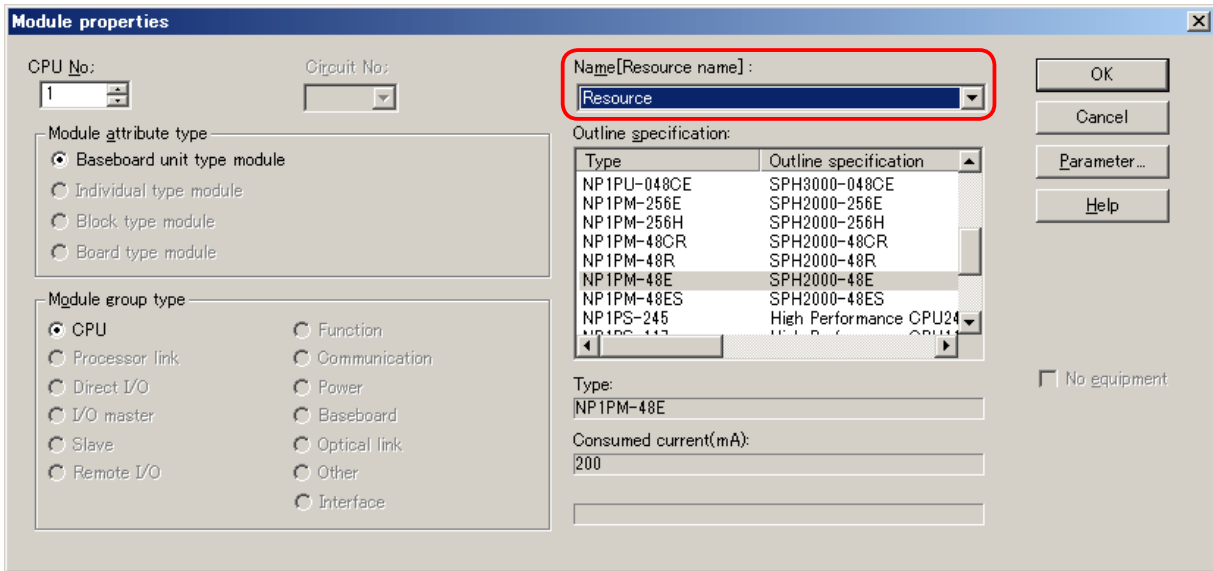 Module properties
CPU No:
1
Circuit No:
Module attribute type
Baseboard unit type module
Individual type module
Block type module
Board type module
Module group type
CPU
Processor link
Direct I/O
I/O master
Slave
Remote I/O
Function
Communication
Power
Baseboard
Optical link
Other
Interface
Name[Resource name] :
Resource
Outline specification:
Type Outline specification
NP1PU-048CE SPH3000-048CE
NP1PM-256E SPH2000-256E
NP1PM-256H SPH2000-256H
NP1PM-48CR SPH2000-48CR
NP1PM-48R SPH2000-48R
NP1PM-48E SPH2000-48E
NP1PM-48ES SPH2000-48ES
NP1PS-245 High Performance CPU24
Type:
NP1PM-48E
Consumed current(mA):
200
OK
Cancel
Parameter...
Help
No equipment